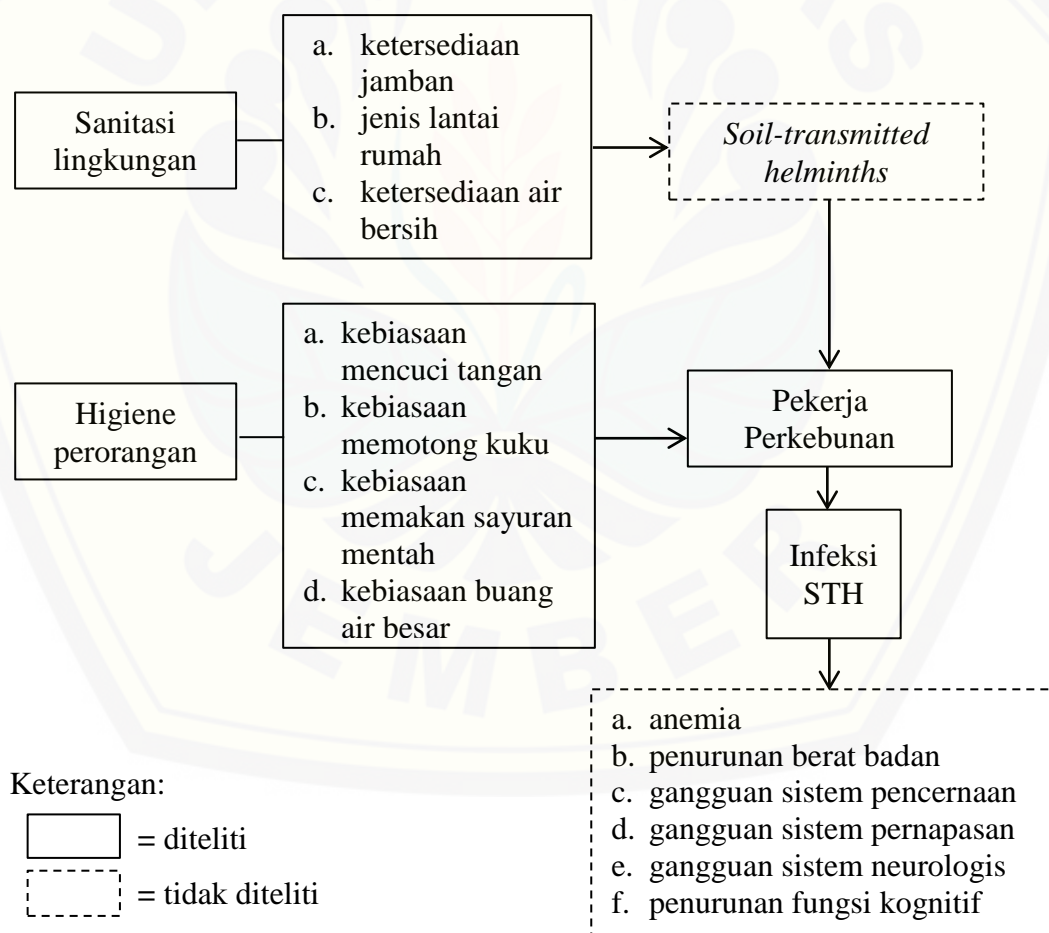 Sanitasi
lingkungan
a. ketersediaan
jamban
b. jenis lantai
rumah
c. ketersediaan air
bersih
Soil-transmitted
helminths
Higiene
perorangan
a. kebiasaan
mencuci tangan
b. kebiasaan
memotong kuku
c. kebiasaan
memakan sayuran
mentah
d. kebiasaan buang
air besar
Pekerja
Perkebunan
Infeksi
STH
a. anemia
b. penurunan berat badan
c. gangguan sistem pencernaan
d. gangguan sistem pernapasan
e. gangguan sistem neurologis
f. penurunan fungsi kognitif
Keterangan:
= diteliti
= tidak diteliti
JEMBER